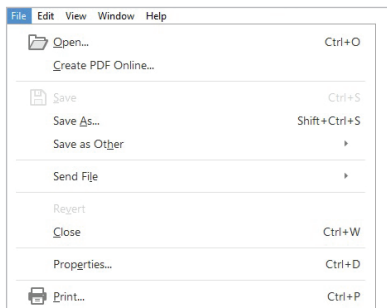 File Edit View Window Help
Open... Ctrl+O
Create PDF Online...
Save Ctrl+S
Save As... Shift+Ctrl+S
Save as Other
Send File
Revert
Close Ctrl+W
Properties... Ctrl+D
Print... Ctrl+P